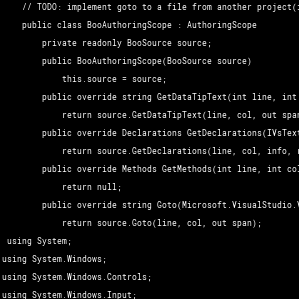 // TODO: implement goto to a file from another project(
public class BooAuthoringScope : AuthoringScope
private readonly BooSource source;
public BooAuthoringScope(BooSource source)
this.source = source;
public override string GetDataTipText(int line, int
return source.GetDataTipText(line, col, out span
public override Declarations GetDeclarations(IVsText
return source.GetDeclarations(line, col, info,
public override Methods GetMethods(int line, int col
return null;
public override string Goto(Microsoft.VisualStudio.V
return source.Goto(line, col, out span);
using System;
using System.Windows;
using System.Windows.Controls;
using System.Windows.Input;